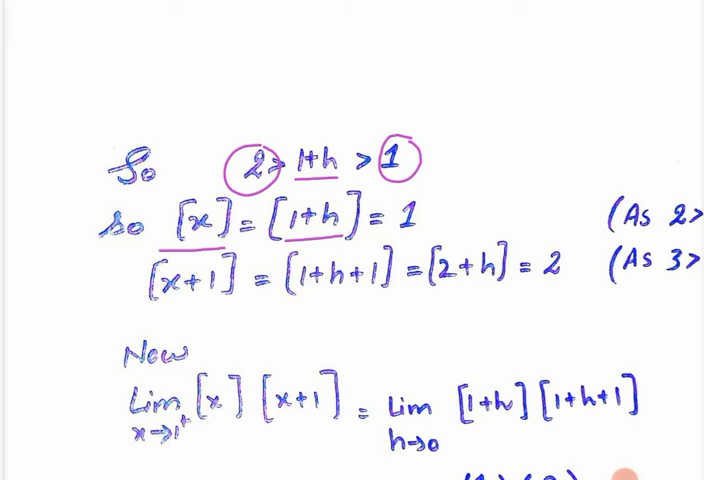 So 2 > 1+h > 1
so [x] = [1+h] = 1 (As 2>
[x+1] = [1+h+1] = [2+h] = 2 (As 3>
Now
Lim x→1⁺ [x] [x+1] = Lim h→0 [1+h] [1+h+1]